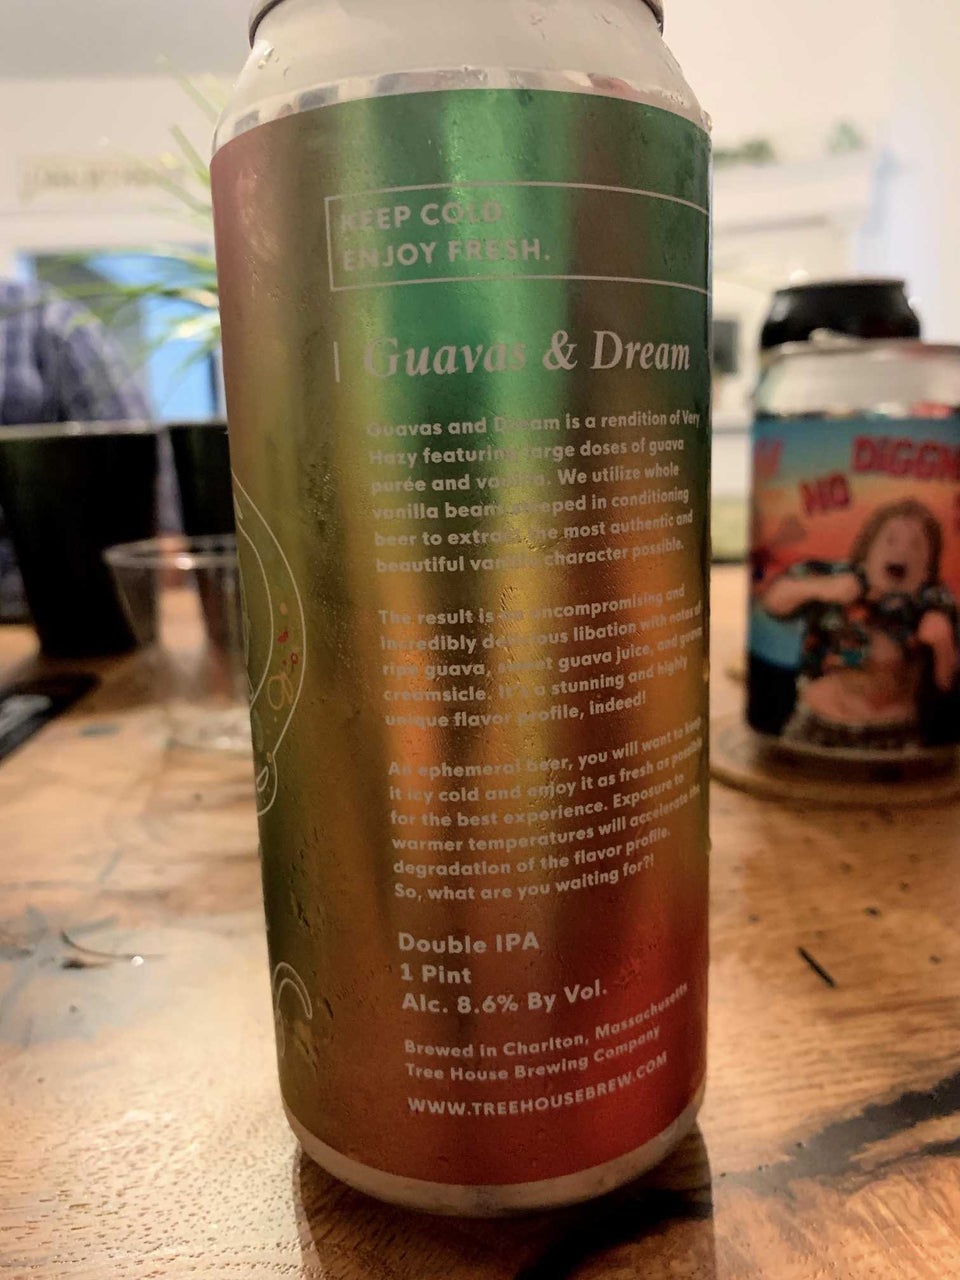 KEEP COLD
ENJOY FRESH.
Guavas & Dream
Guavas and Dream is a rendition of Very
Hazy featuring large doses of guava
purée and vanilla. We utilize whole
vanilla beans steeped in conditioning
beer to extract the most authentic and
beautiful vanilla character possible.
The result is an uncompromising and
incredibly delicious libation with notes of
ripe guava, sweet guava juice, and guava
creamsicle. It's a stunning and highly
unique flavor profile, indeed!
An ephemeral beer, you will want to keep
it icy cold and enjoy it as fresh as possible
for the best experience. Exposure to
warmer temperatures will accelerate the
degradation of the flavor profile.
So, what are you waiting for?!
Double IPA
1 Pint
Alc. 8.6% By Vol.
Brewed in Charlton, Massachusetts
Tree House Brewing Company
WWW.TREEHOUSEBREW.COM
NO